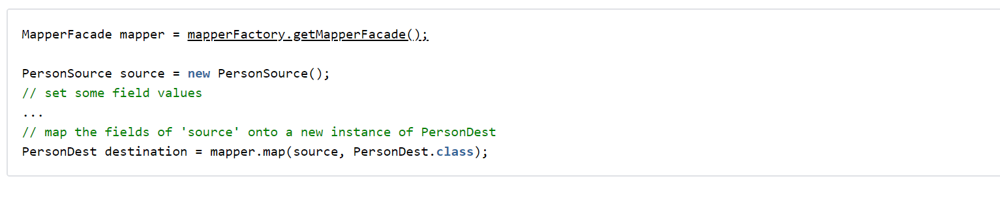 MapperFacade mapper = mapperFactory.getMapperFacade();
PersonSource source = new PersonSource();
// set some field values
...
// map the fields of 'source' onto a new instance of PersonDest
PersonDest destination = mapper.map(source, PersonDest.class);